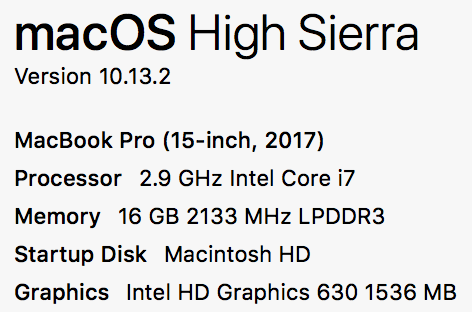 macOS High Sierra
Version 10.13.2
MacBook Pro (15-inch, 2017)
Processor 2.9 GHz Intel Core i7
Memory 16 GB 2133 MHz LPDDR3
Startup Disk Macintosh HD
Graphics Intel HD Graphics 630 1536 MB